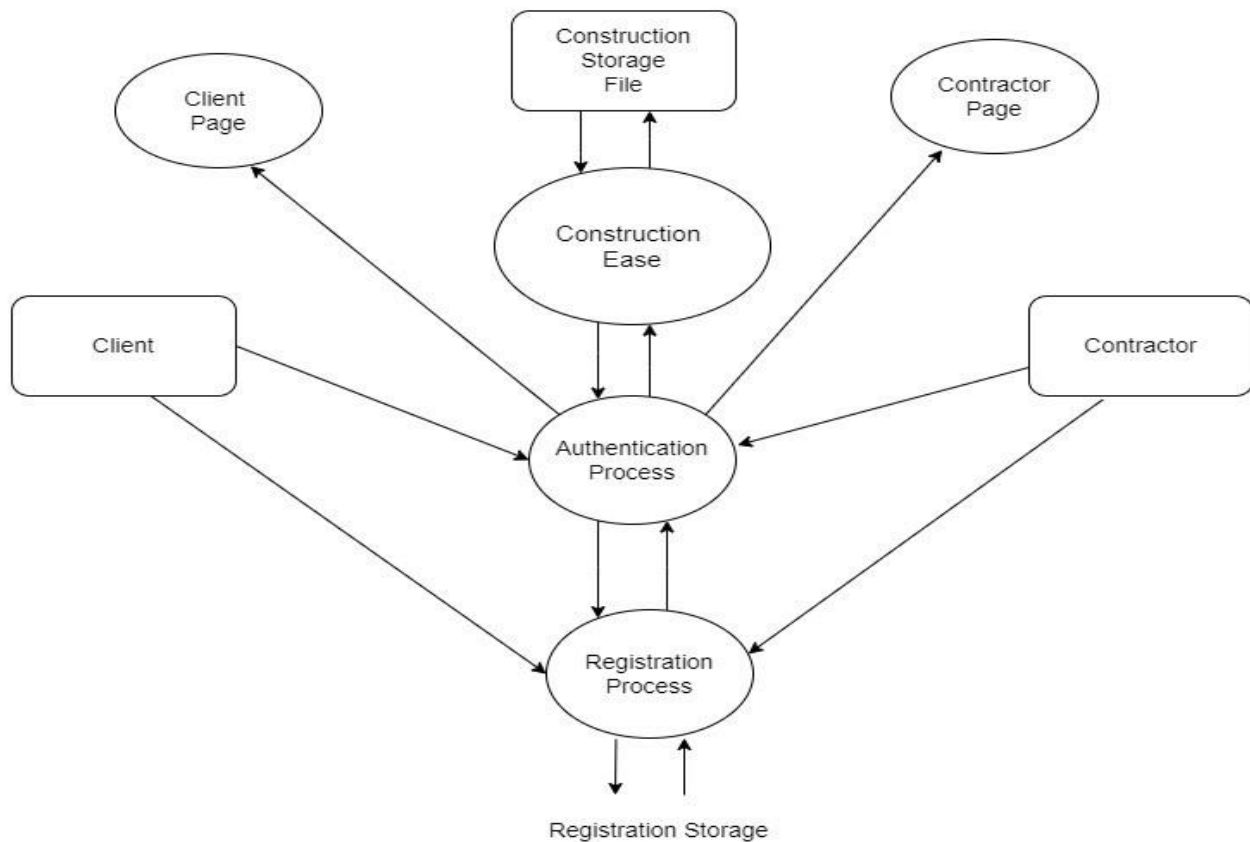 Construction
Storage
File
Client
Page
Contractor
Page
Construction
Ease
Client
Contractor
Authentication
Process
Registration
Process
Registration Storage